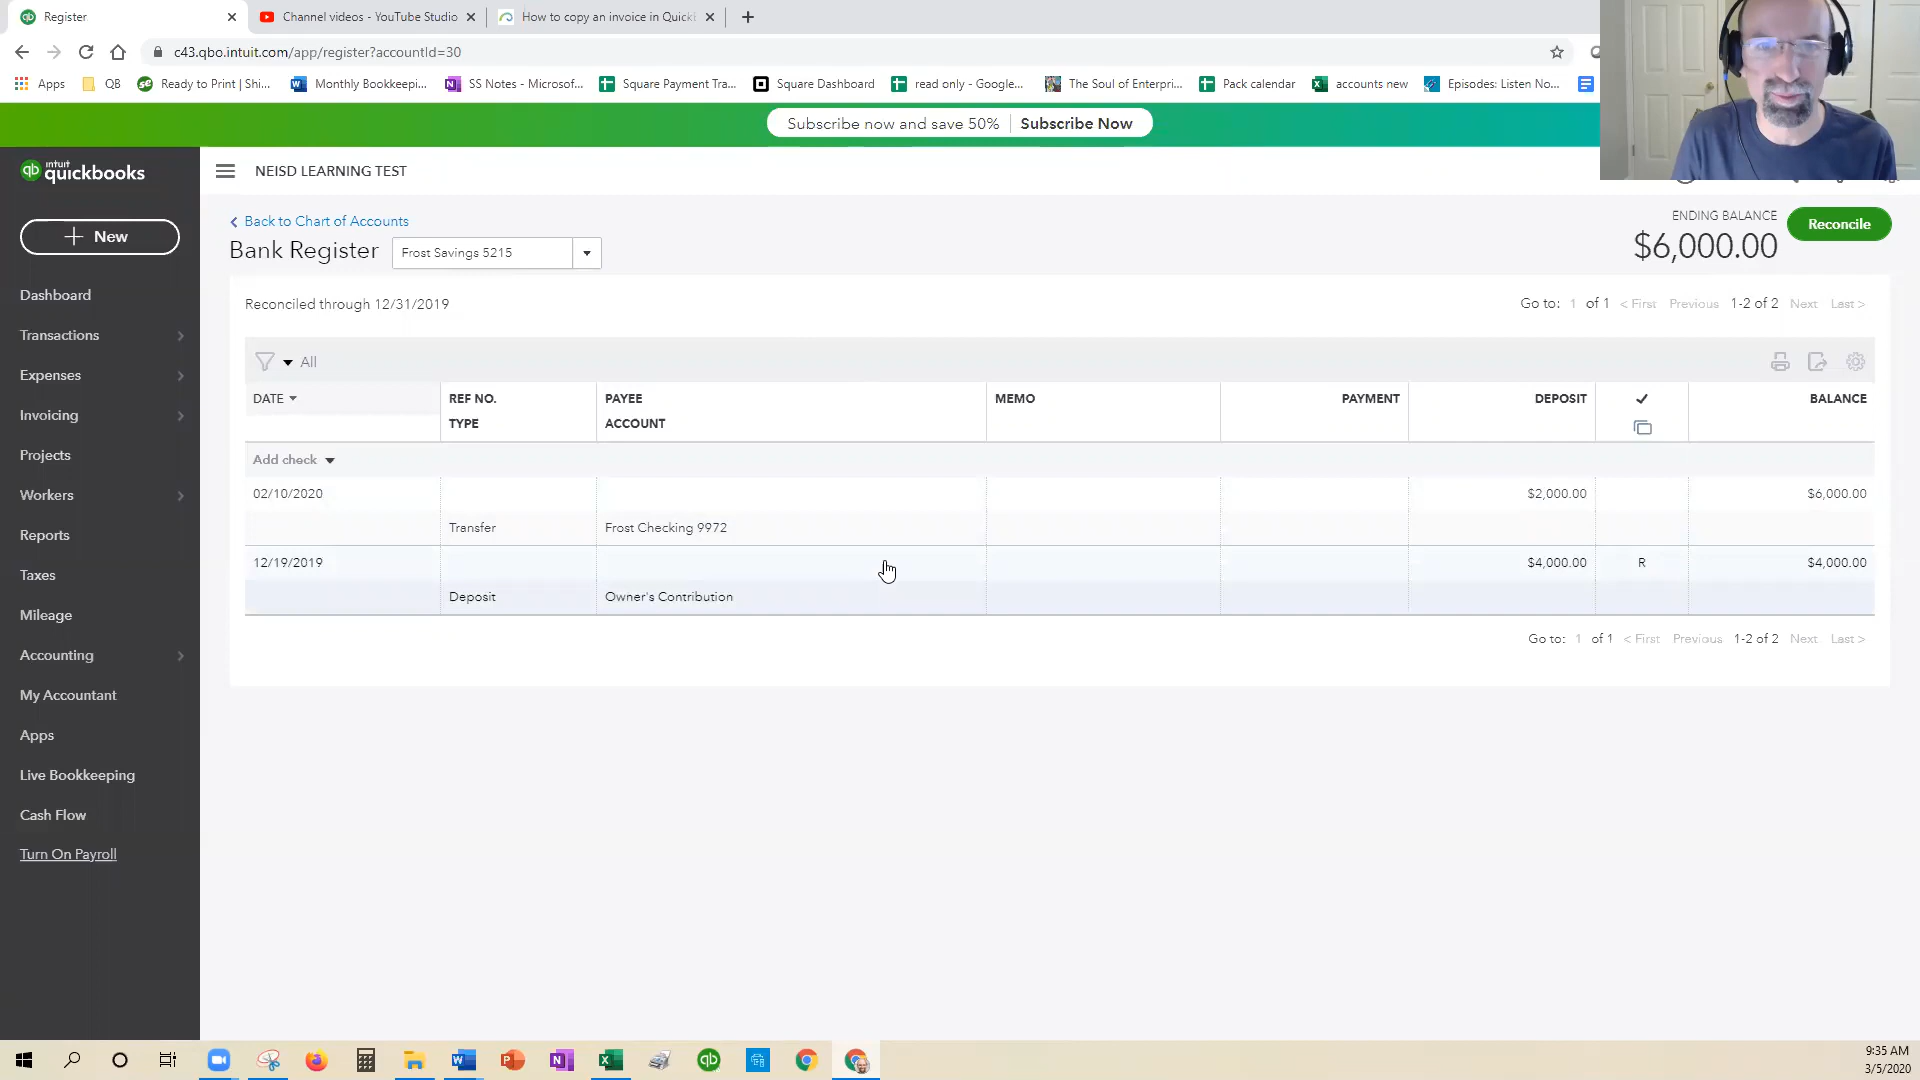 Register
Channel videos - YouTube Studio
How to copy an invoice in Quick
c43.qbo.intuit.com/app/register?accountId=30
Apps
QB
Ready to Print | Shi...
Monthly Bookkeepi...
SS Notes - Microsof...
Square Payment Tra...
Square Dashboard
read only - Google...
The Soul of Enterpri...
Pack calendar
accounts new
Episodes: Listen No...
Subscribe now and save 50% Subscribe Now
qb intuit quickbooks
NEISD LEARNING TEST
+ New
Dashboard
Transactions
Expenses
Invoicing
Projects
Workers
Reports
Taxes
Mileage
Accounting
My Accountant
Apps
Live Bookkeeping
Cash Flow
Turn On Payroll
< Back to Chart of Accounts
Bank Register Frost Savings 5215
ENDING BALANCE
$6,000.00
Reconcile
Reconciled through 12/31/2019
Go to: 1 of 1 < First Previous 1-2 of 2 Next Last >
All
DATE REF NO. PAYEE MEMO PAYMENT DEPOSIT ✓ BALANCE
TYPE ACCOUNT
Add check
02/10/2020 $2,000.00 $6,000.00
Transfer Frost Checking 9972
12/19/2019 $4,000.00 R $4,000.00
Deposit Owner's Contribution
Go to: 1 of 1 < First Previous 1-2 of 2 Next Last >
9:35 AM
3/5/2020